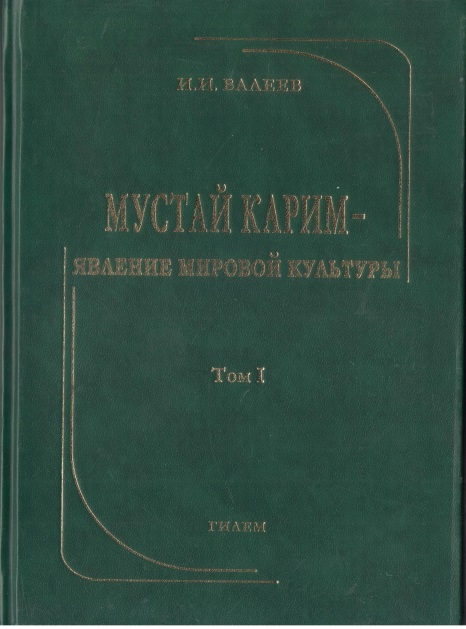 И.И. ВАЛЕЕВ
МУСТАЙ КАРИМ –
ЯВЛЕНИЕ МИРОВОЙ КУЛЬТУРЫ
Том I
ГИЛЕМ